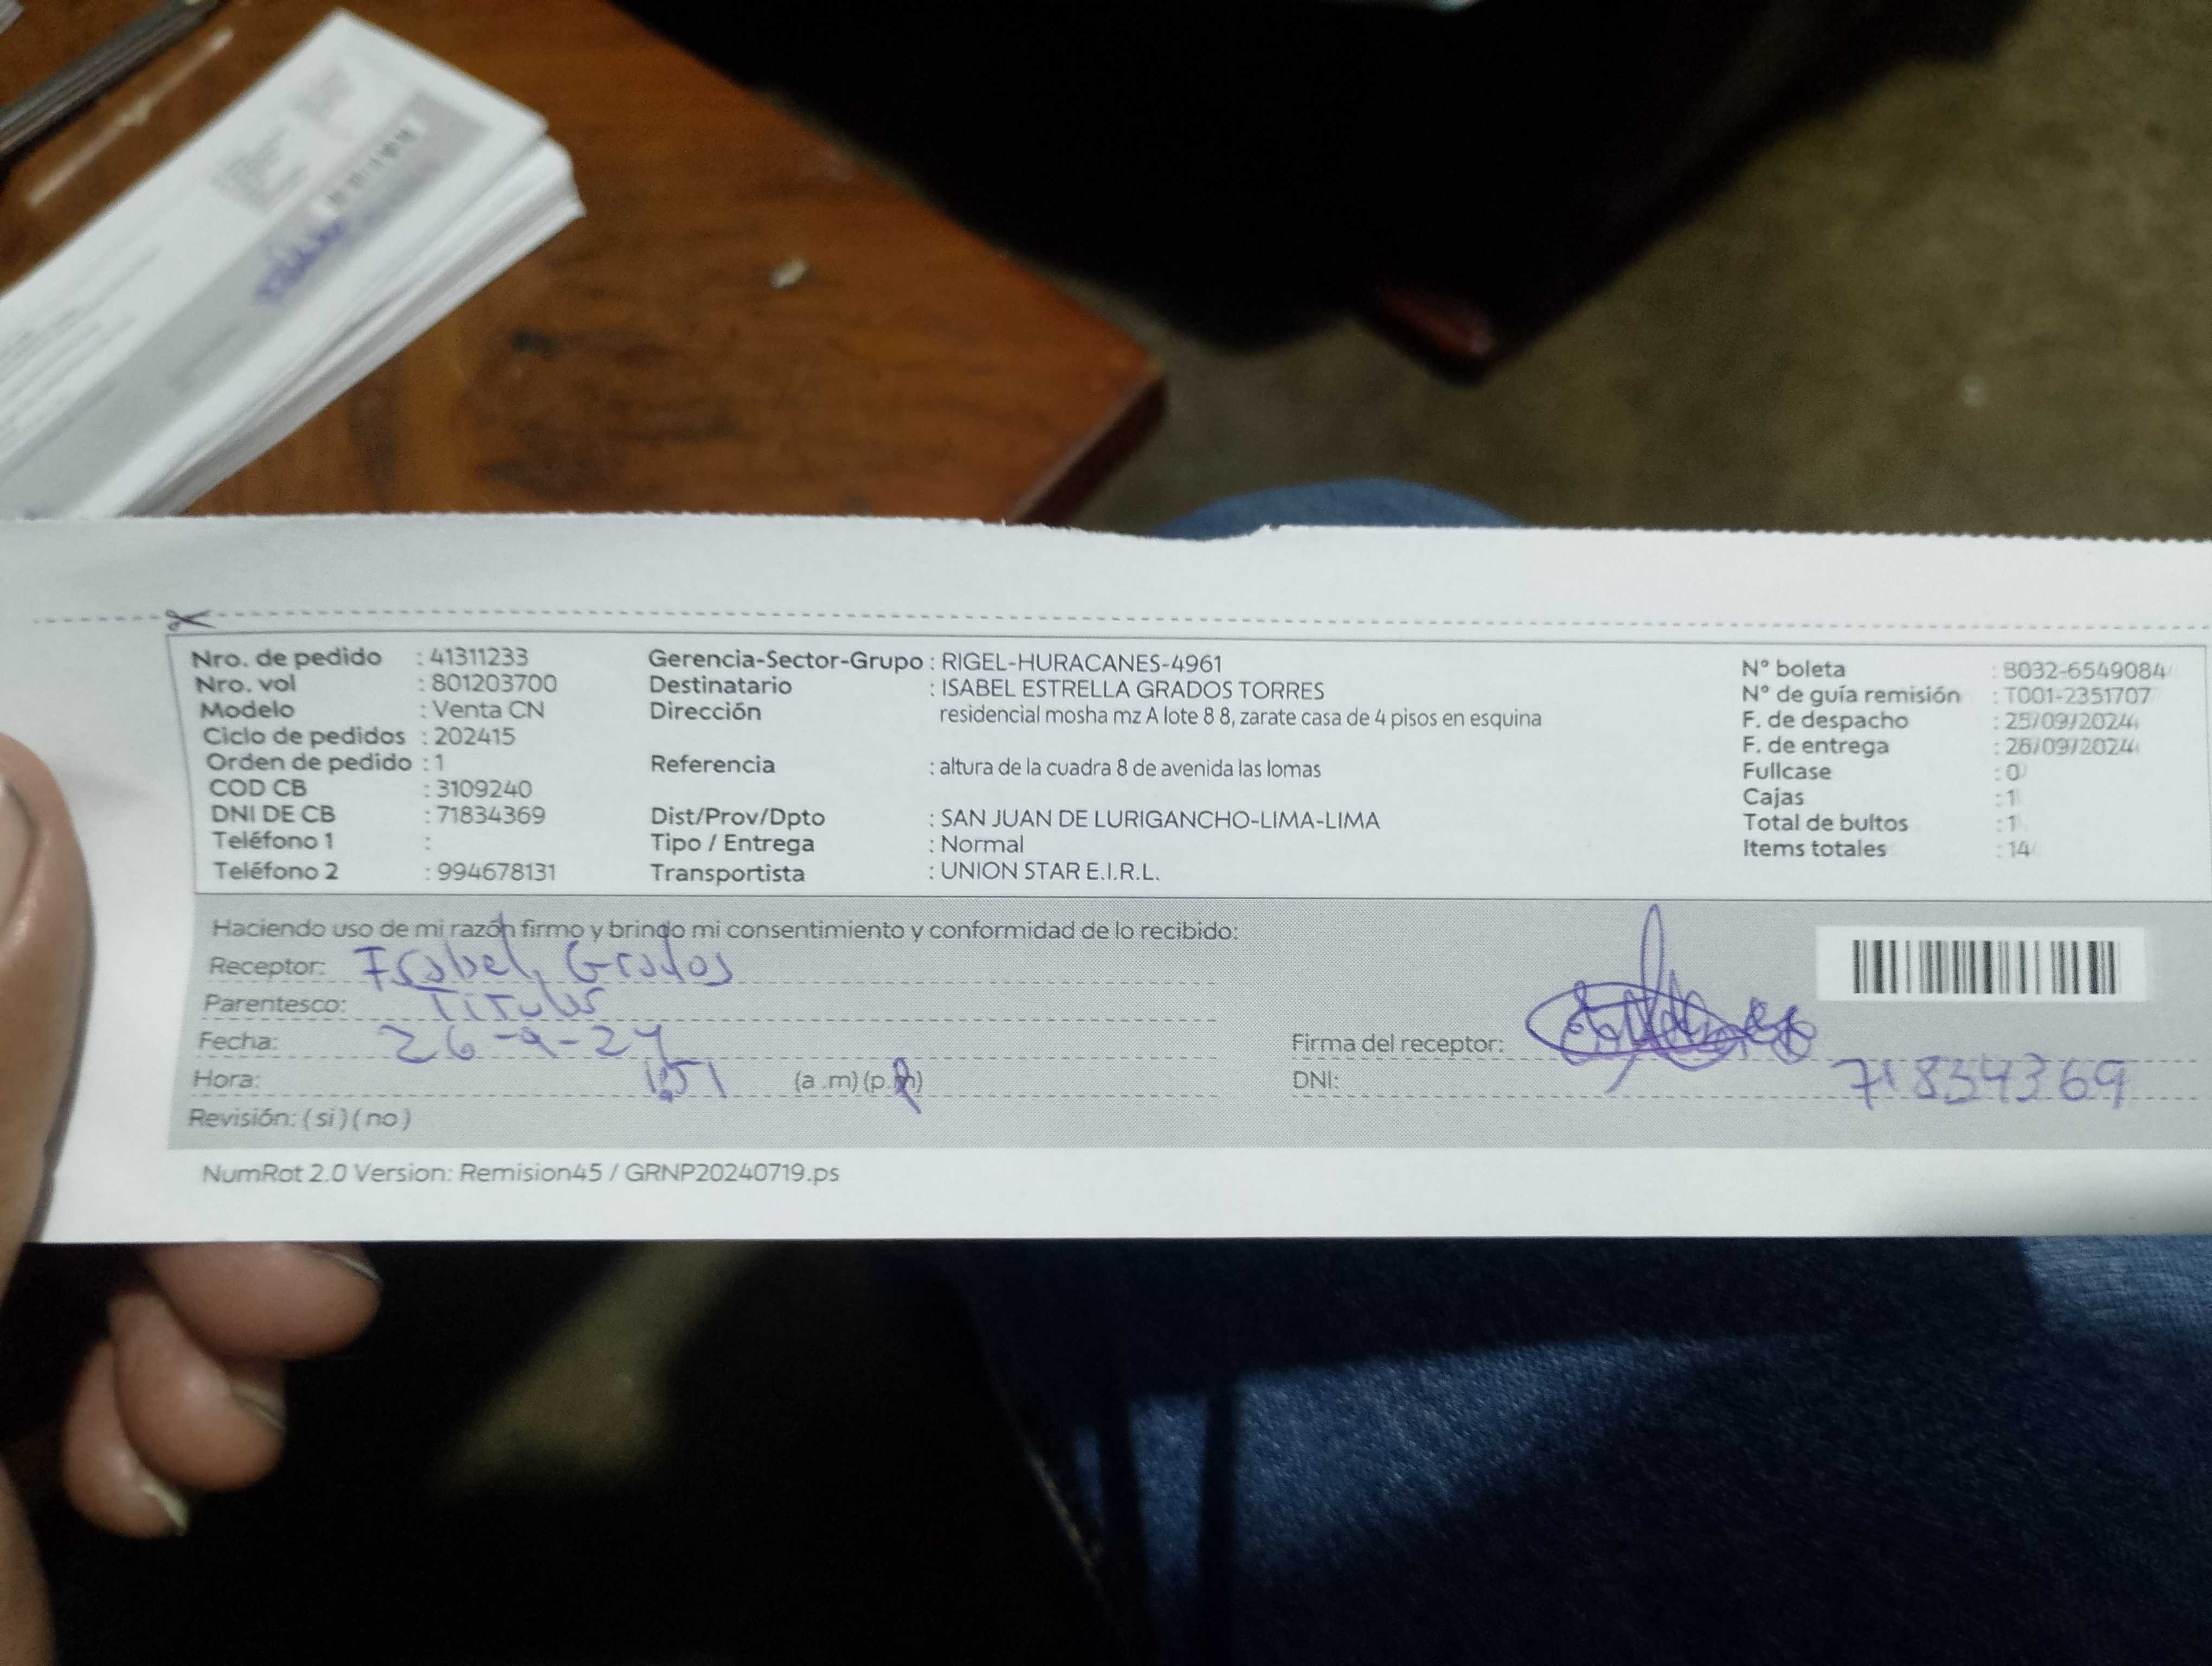 Nro. de pedido : 41311233
Nro. vol : 801203700
Modelo : Venta CN
Ciclo de pedidos : 202415
Orden de pedido : 1
COD CB : 3109240
DNI DE CB : 71834369
Teléfono 1 :
Teléfono 2 : 994678131
Gerencia-Sector-Grupo : RIGEL-HURACANES-4961
Destinatario : ISABEL ESTRELLA GRADOS TORRES
Dirección residencial mosha mz A lote 8 8, zarate casa de 4 pisos en esquina
Referencia : altura de la cuadra 8 de avenida las lomas
Dist/Prov/Dpto : SAN JUAN DE LURIGANCHO-LIMA-LIMA
Tipo / Entrega : Normal
Transportista : UNION STAR E.I.R.L.
N° boleta : B032-6549084
N° de guía remisión : T001-2351707
F. de despacho : 25/09/2024
F. de entrega : 26/09/2024
Fullcase : 0
Cajas : 1
Total de bultos : 1
Items totales : 14
Haciendo uso de mi razón firmo y brindo mi consentimiento y conformidad de lo recibido:
Receptor: Isabel Grados
Parentesco: Titular
Fecha: 26-9-24
Hora: 1:51 (a .m) (p.m)
Revisión: ( si ) ( no )
Firma del receptor:
DNI: 71834369
NumRot 2.0 Version: Remision45 / GRNP20240719.ps